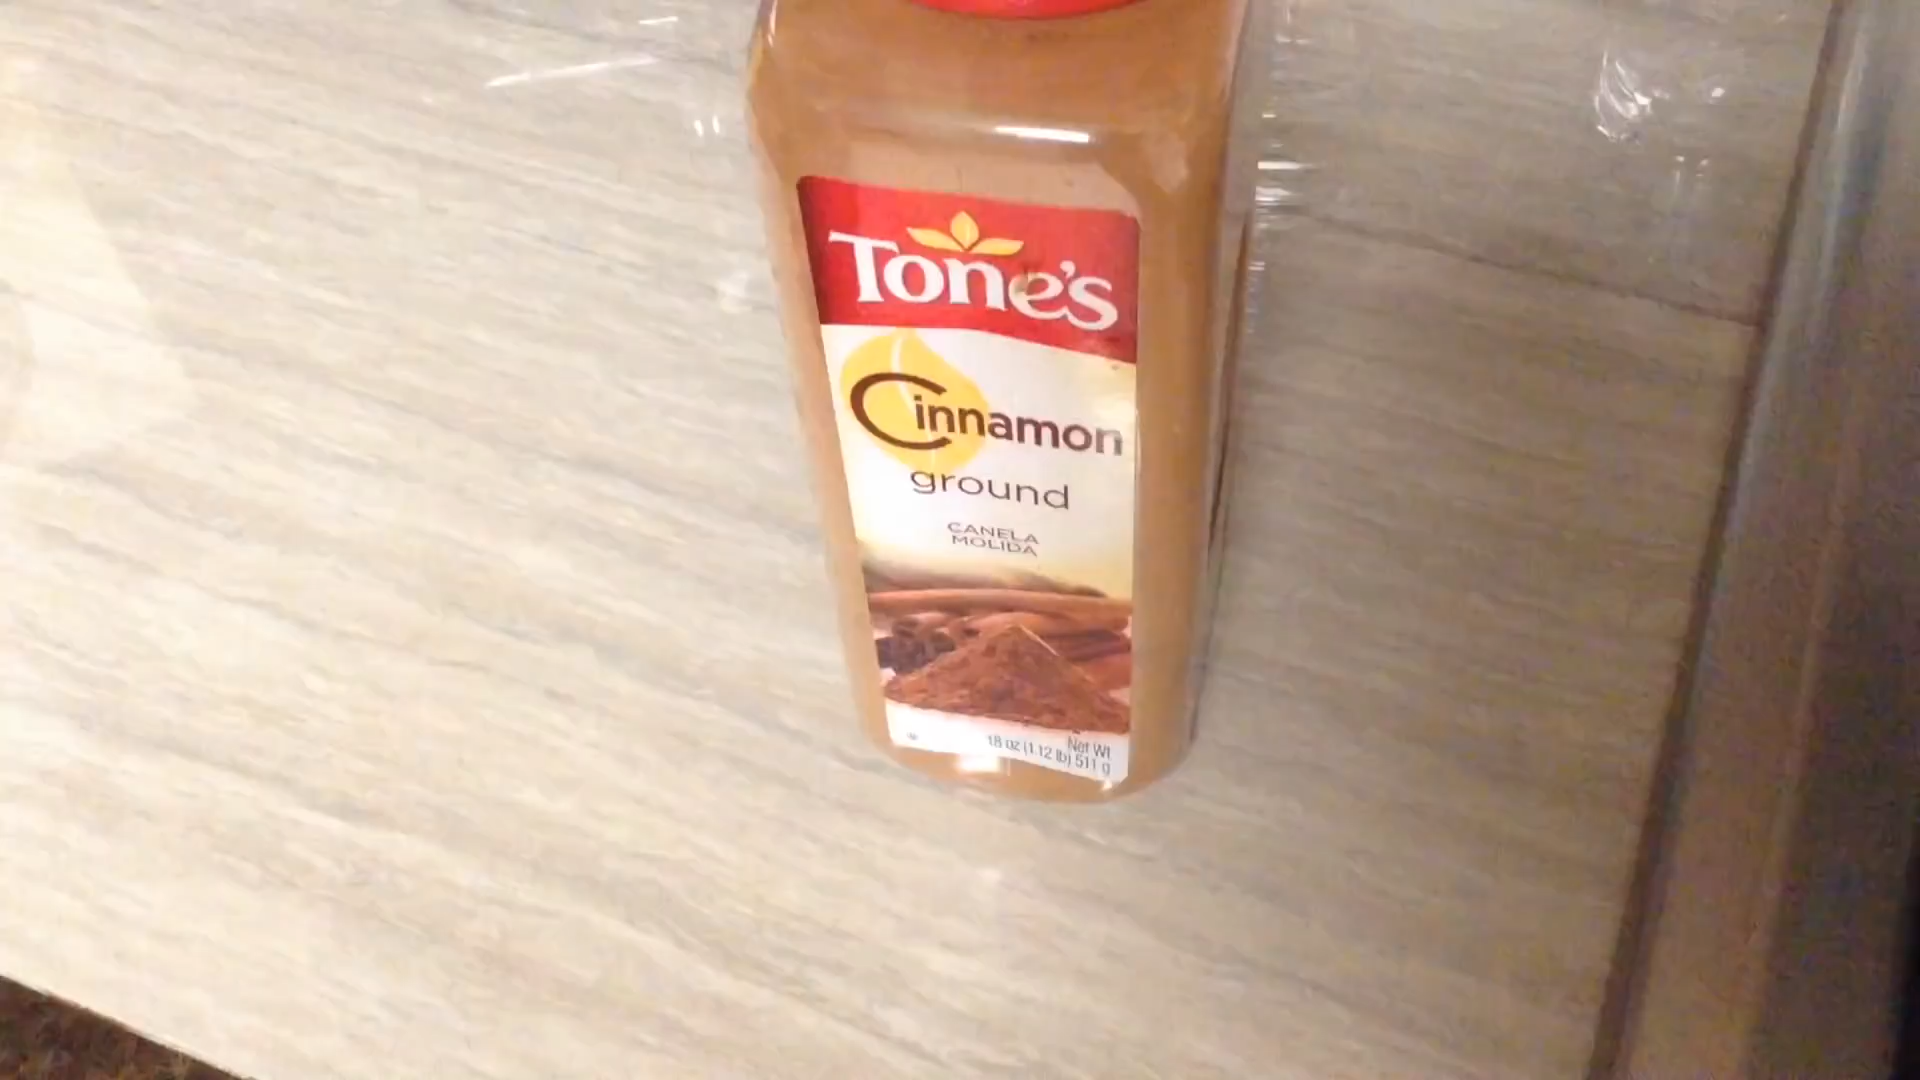 Tone's
Cinnamon
ground
CANELA
MOLIDA
Net Wt
18 oz (1.12 lb) 511 g